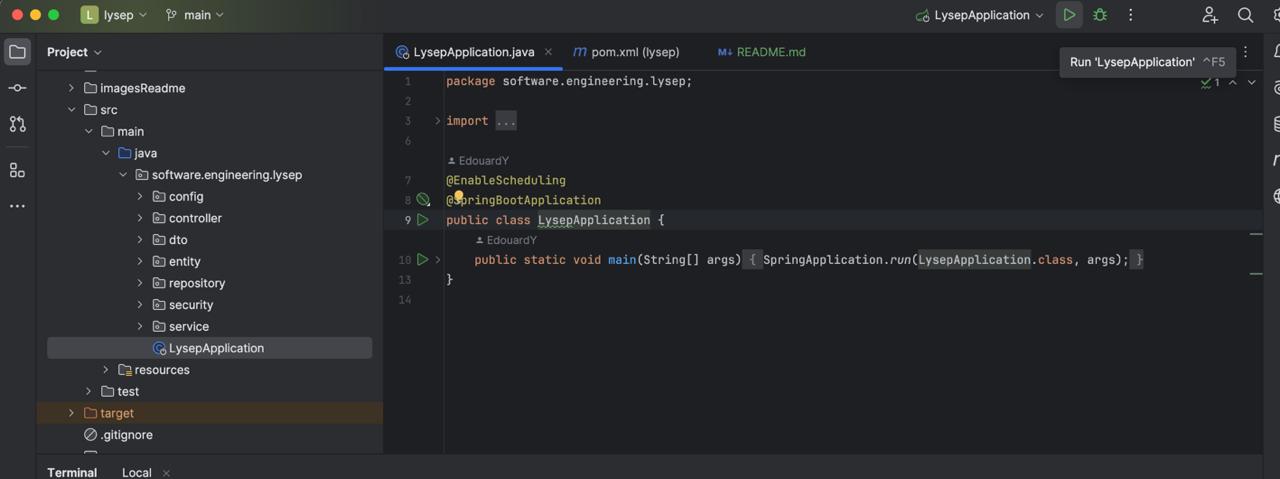 L lysep main LysepApplication
Project
LysepApplication.java pom.xml (lysep) README.md
Run 'LysepApplication' ^F5
imagesReadme
src
main
java
software.engineering.lysep
config
controller
dto
entity
repository
security
service
LysepApplication
resources
test
target
.gitignore
1 package software.engineering.lysep;
1
2
3 import ...
6
EdouardY
7 @EnableScheduling
8 @SpringBootApplication
9 public class LysepApplication {
EdouardY
10 public static void main(String[] args) { SpringApplication.run(LysepApplication.class, args); }
13 }
14
Terminal Local